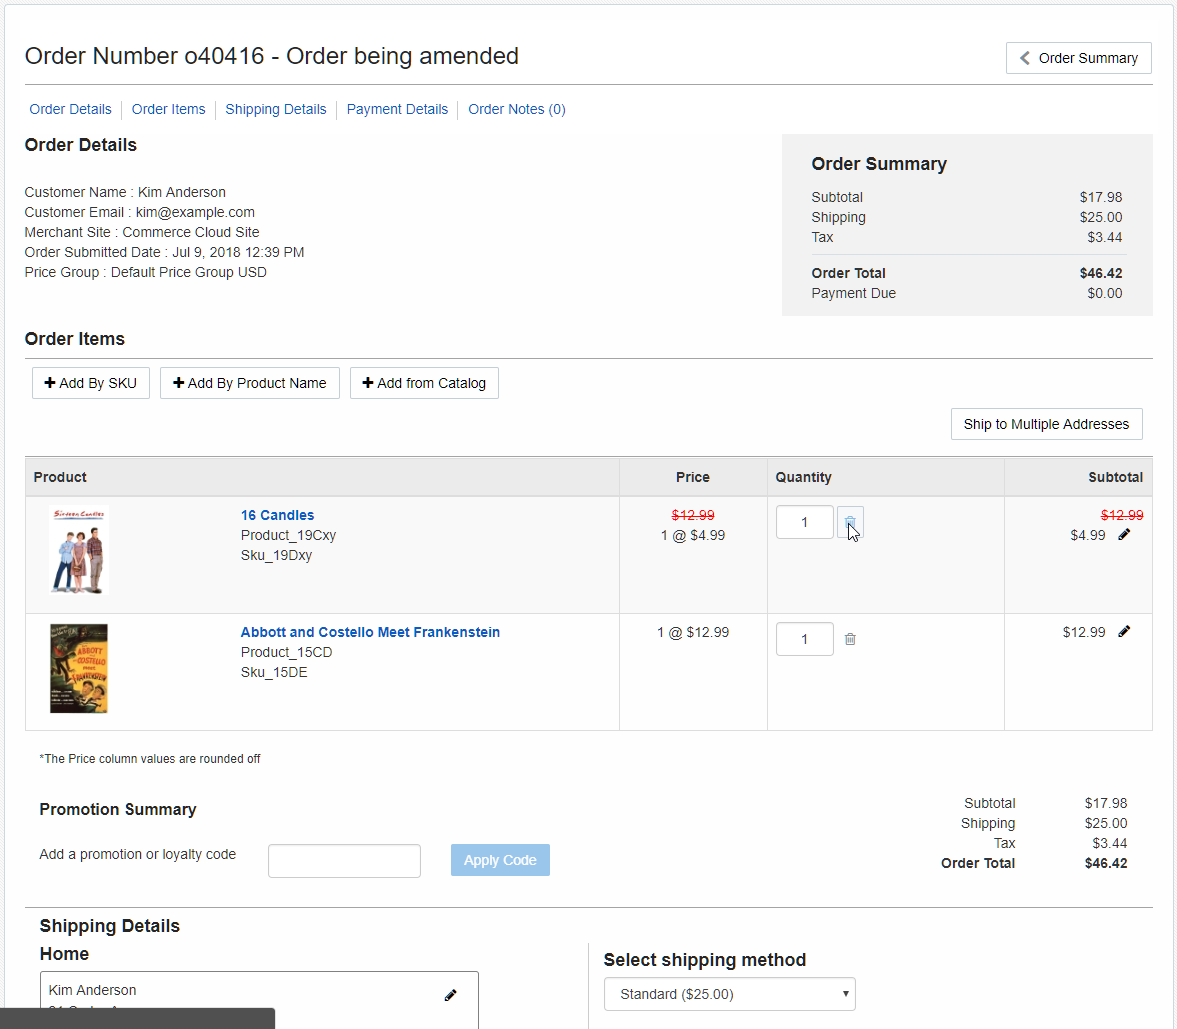 Order Number o40416 - Order being amended
Order Summary
Order Details
Order Items
Shipping Details
Payment Details
Order Notes (0)
Order Details
Customer Name : Kim Anderson
Customer Email : kim@example.com
Merchant Site : Commerce Cloud Site
Order Submitted Date : Jul 9, 2018 12:39 PM
Price Group : Default Price Group USD
Order Summary
Subtotal $17.98
Shipping $25.00
Tax $3.44
Order Total $46.42
Payment Due $0.00
Order Items
Add By SKU
Add By Product Name
Add from Catalog
Ship to Multiple Addresses
Product Price Quantity Subtotal
Sixteen Candles
16 Candles
Product_19Cxy
Sku_19Dxy
$12.99
1 @ $4.99
1
$12.99
$4.99
ABBOTT
COSTELLO
MEET
FRANKENSTEIN
Abbott and Costello Meet Frankenstein
Product_15CD
Sku_15DE
1 @ $12.99
1
$12.99
*The Price column values are rounded off
Promotion Summary
Add a promotion or loyalty code
Apply Code
Subtotal $17.98
Shipping $25.00
Tax $3.44
Order Total $46.42
Shipping Details
Home
Kim Anderson
Select shipping method
Standard ($25.00)